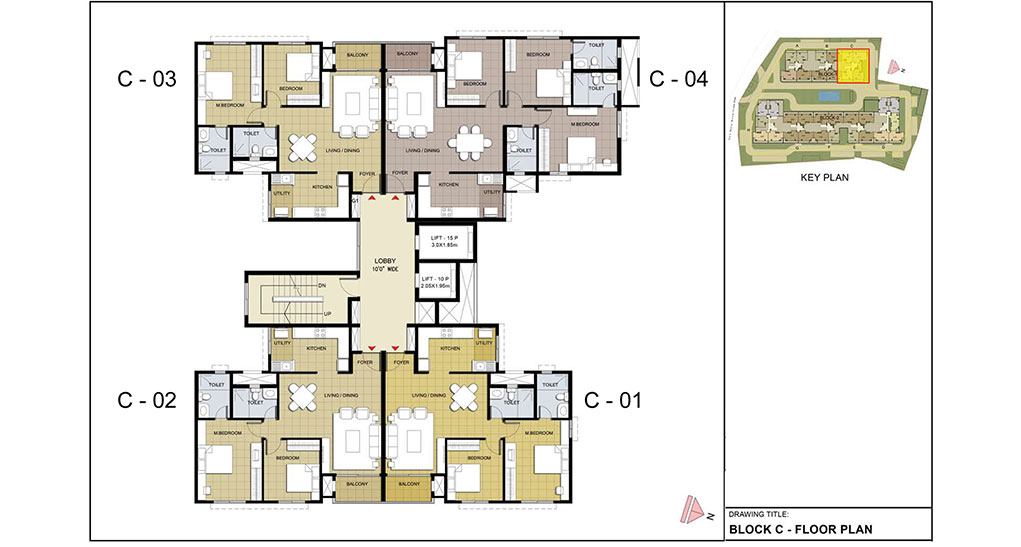 C - 03
BALCONY
BEDROOM
M.BEDROOM
TOILET
TOILET
LIVING / DINING
KITCHEN
FOYER
UTILITY
C - 04
BALCONY
BEDROOM
BEDROOM
TOILET
TOILET
M.BEDROOM
TOILET
LIVING / DINING
KITCHEN
FOYER
UTILITY
G1
LOBBY
10'0" WIDE
LIFT - 15 P
3.0X1.85m
LIFT - 10 P
2.05X1.95m
DN
UP
C - 02
UTILITY
KITCHEN
FOYER
TOILET
TOILET
LIVING / DINING
M.BEDROOM
BEDROOM
BALCONY
C - 01
FOYER
KITCHEN
UTILITY
LIVING / DINING
TOILET
TOILET
M.BEDROOM
BEDROOM
BALCONY
N
A
B
C
N
KEY PLAN
DRAWING TITLE:
BLOCK C - FLOOR PLAN